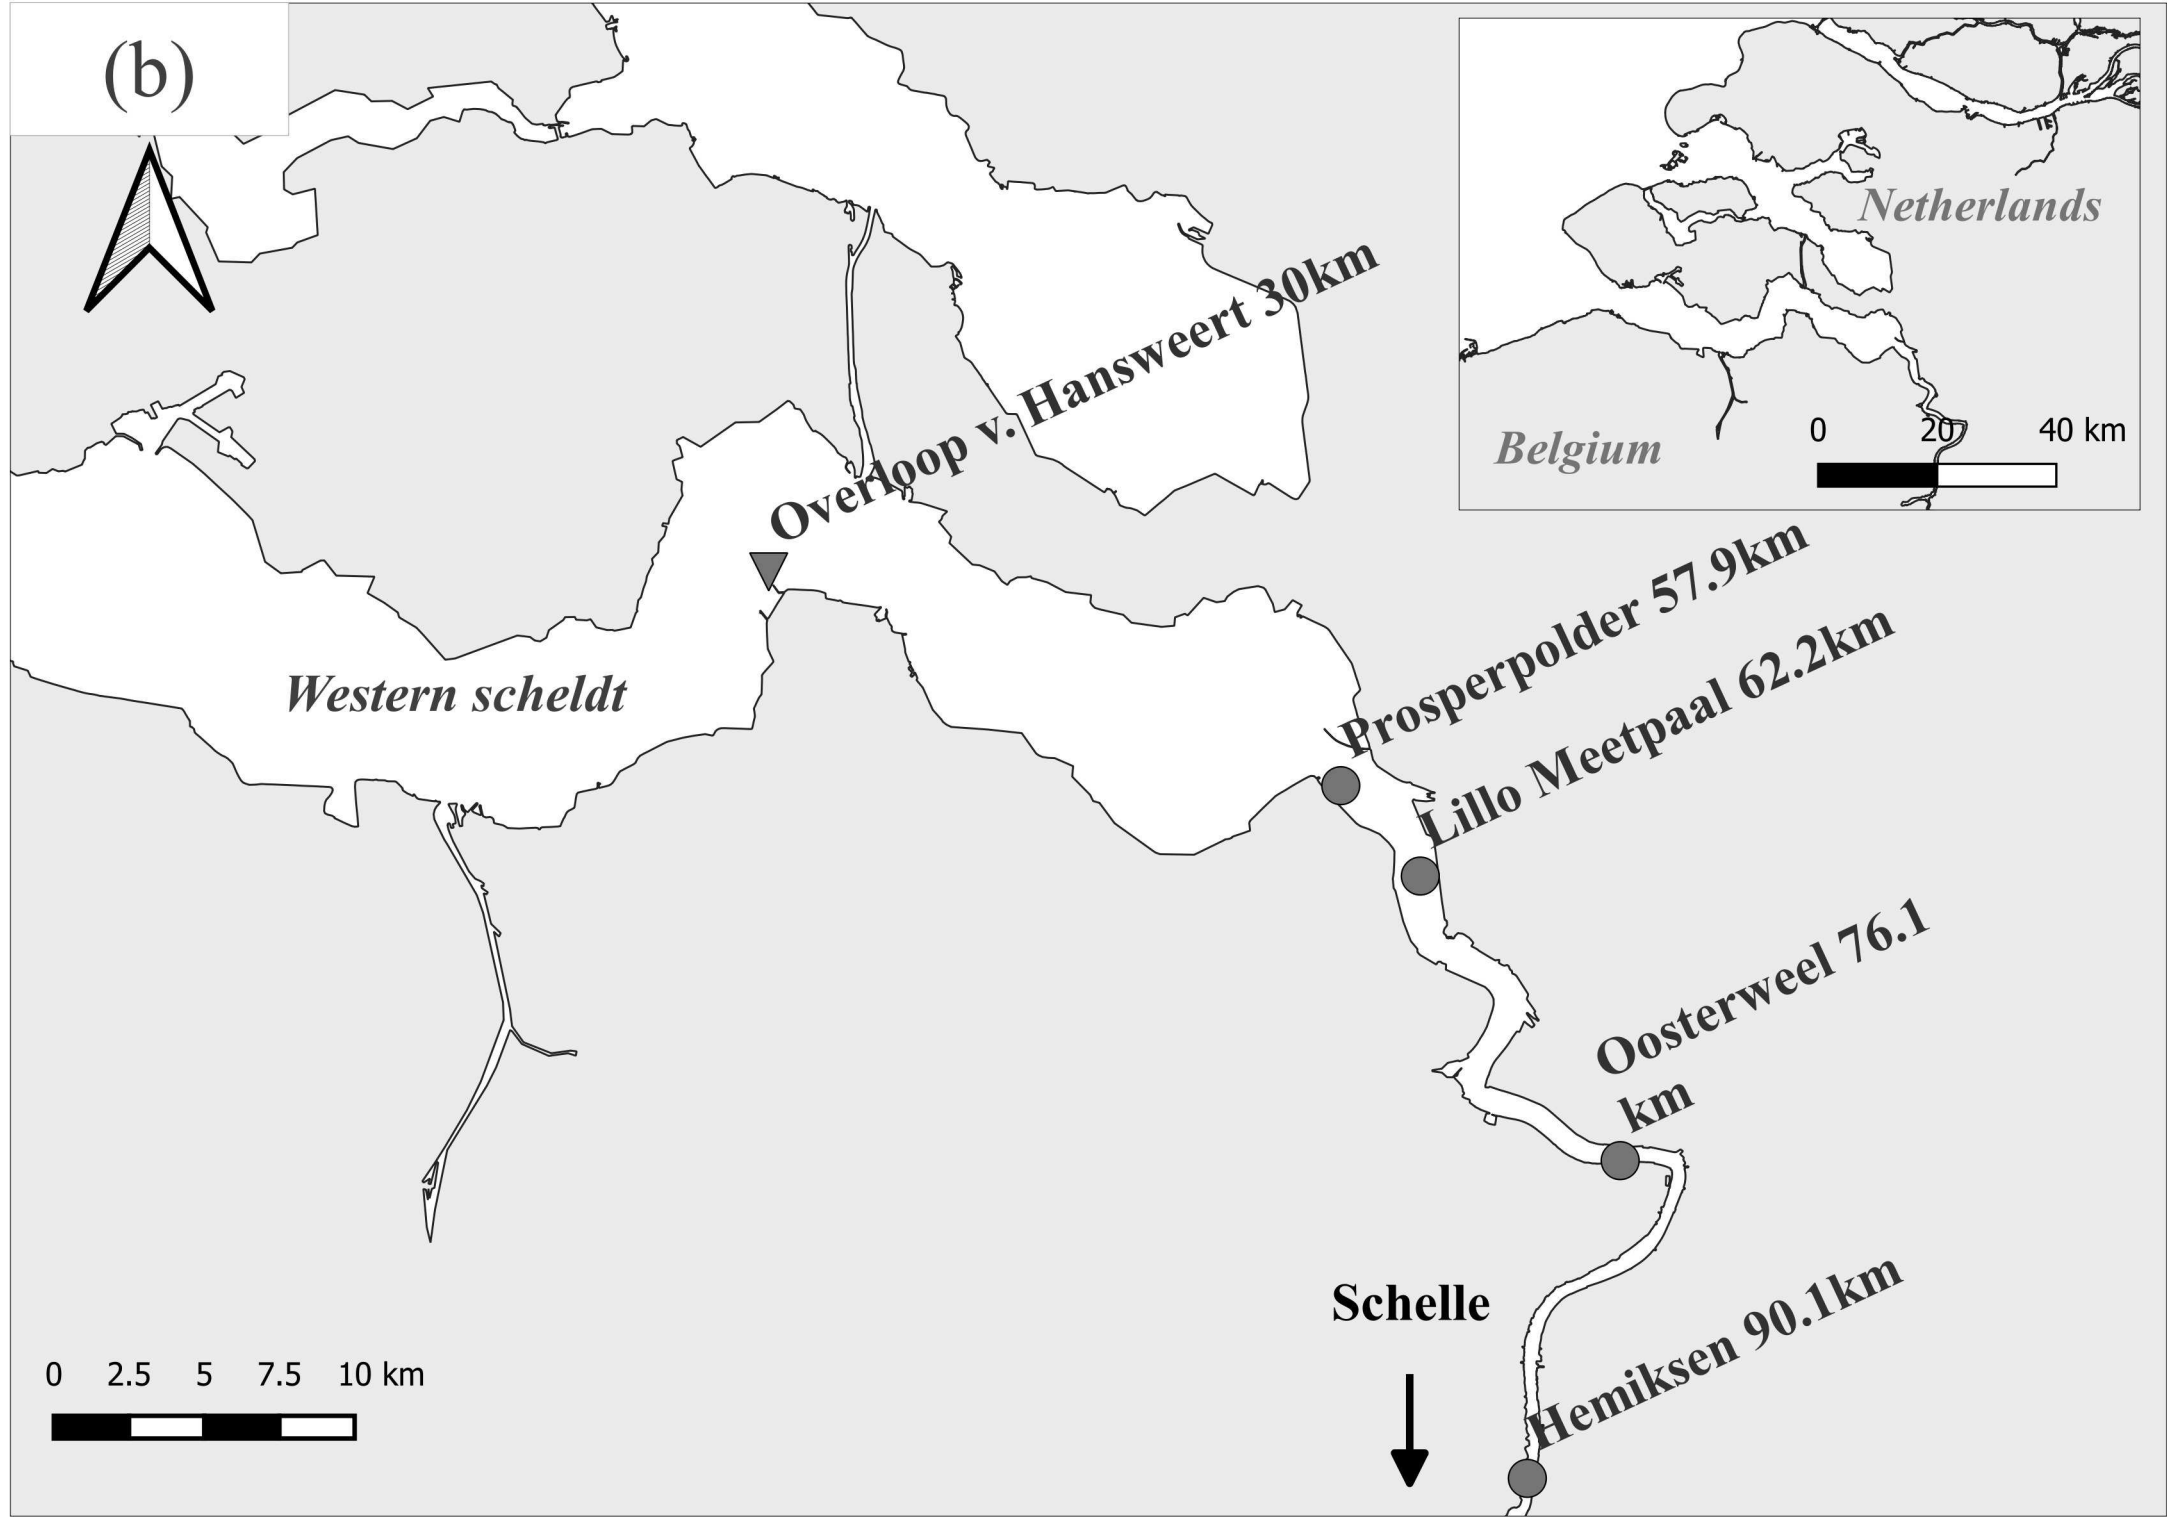 (b)
Netherlands
Belgium
0 20 40 km
Overloop v. Hansweert 30km
Prosperpolder 57.9km
Lillo Meetpaal 62.2km
Western scheldt
Oosterweel 76.1
km
Schelle
Hemiksen 90.1km
0 2.5 5 7.5 10 km